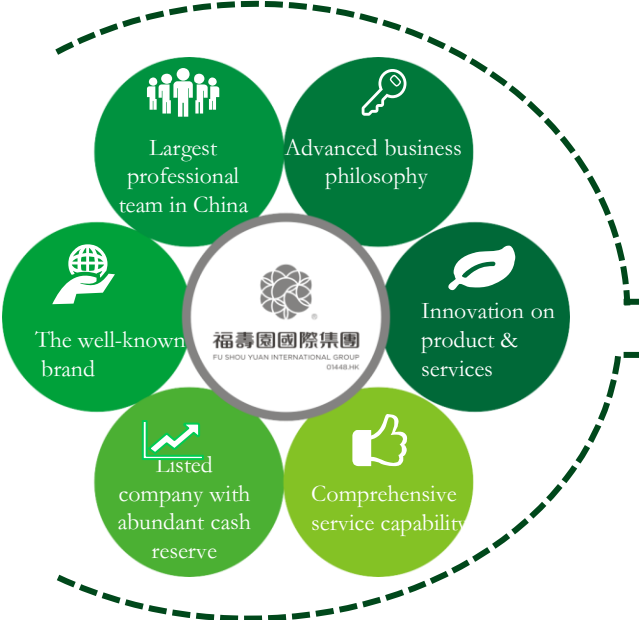 Largest
professional
team in China
Advanced business
philosophy
The well-known
brand
福壽園國際集團
FU SHOU YUAN INTERNATIONAL GROUP
01448.HK
®
Innovation on
product &
services
Listed
company with
abundant cash
reserve
Comprehensive
service capability